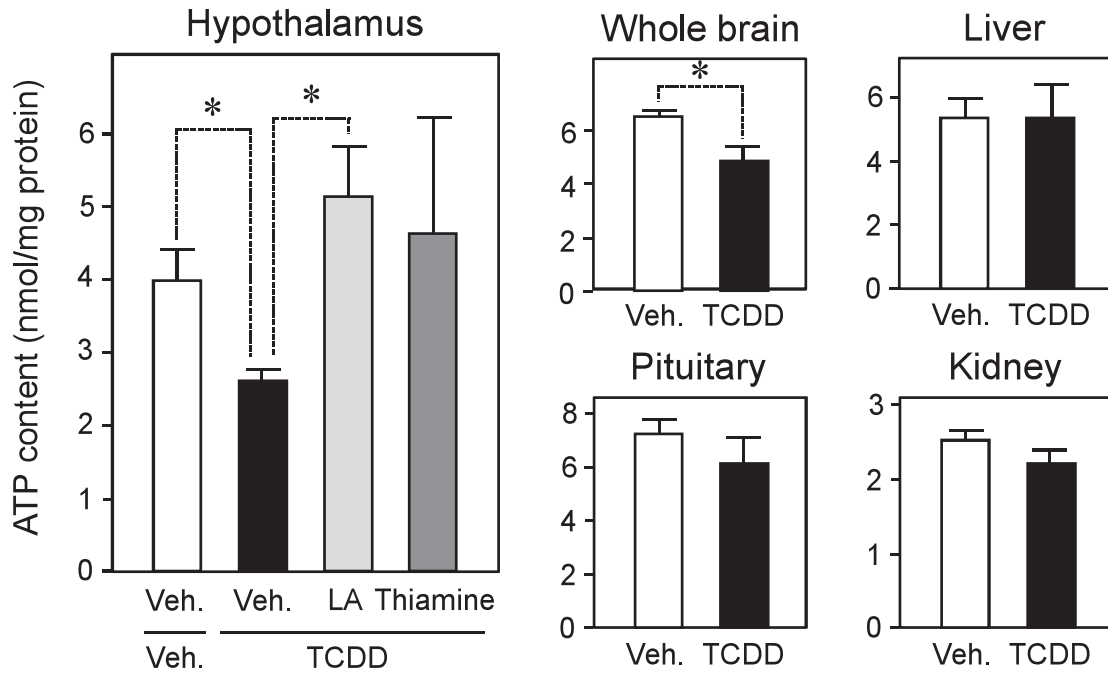 Hypothalamus
ATP content (nmol/mg protein)
6
5
4
3
2
1
0
*
*
Veh. Veh. LA Thiamine
Veh. TCDD
Whole brain
*
6
4
2
0
Veh. TCDD
Liver
6
4
2
0
Veh. TCDD
Pituitary
8
6
4
2
0
Veh. TCDD
Kidney
3
2
1
0
Veh. TCDD